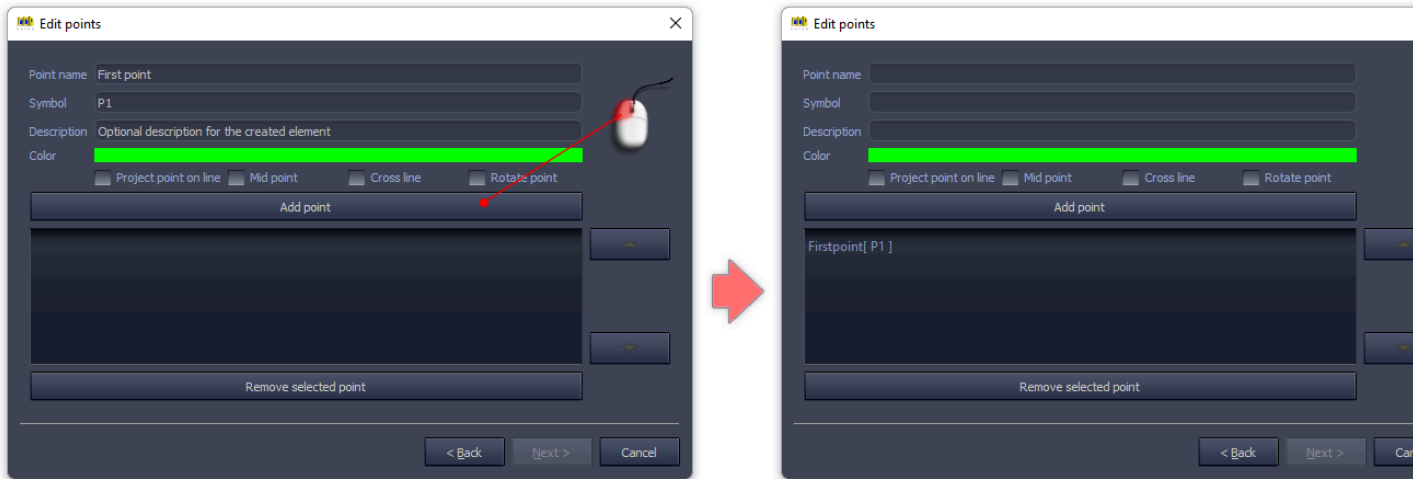 Edit points
Point name First point
Symbol P1
Description Optional description for the created element
Color
Project point on line Mid point Cross line Rotate point
Add point
Remove selected point
< Back Next > Cancel
Edit points
Point name
Symbol
Description
Color
Project point on line Mid point Cross line Rotate point
Add point
Firstpoint[ P1 ]
Remove selected point
< Back Next > Can